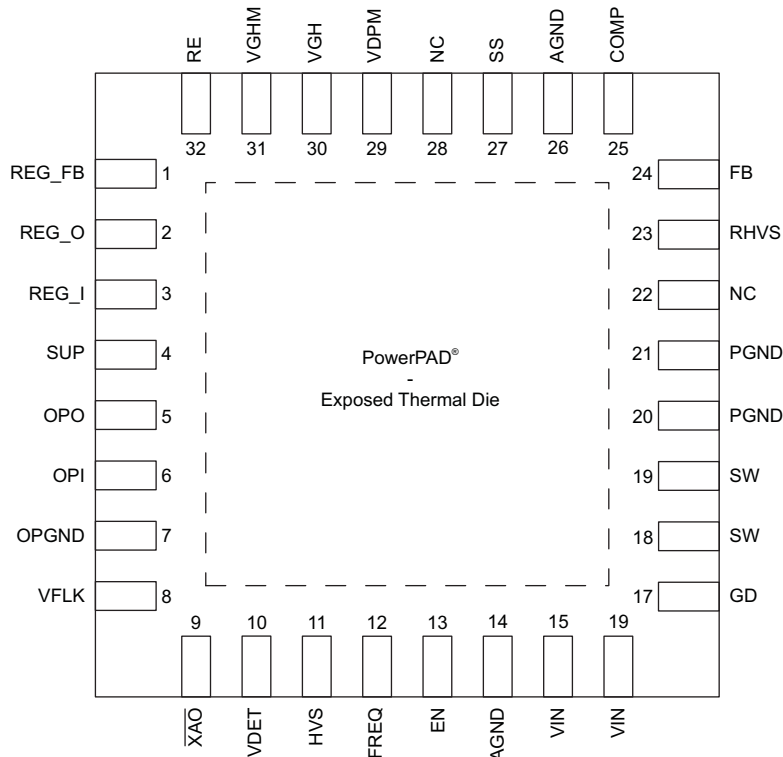 RE VGHM VGH VDPM NC SS AGND COMP
32 31 30 29 28 27 26 25
REG_FB 1
REG_O 2
REG_I 3
SUP 4
OPO 5
OPI 6
OPGND 7
VFLK 8
24 FB
23 RHVS
22 NC
21 PGND
20 PGND
19 SW
18 SW
17 GD
PowerPAD®
-
Exposed Thermal Die
9 10 11 12 13 14 15 19
XAO VDET HVS FREQ EN AGND VIN VIN